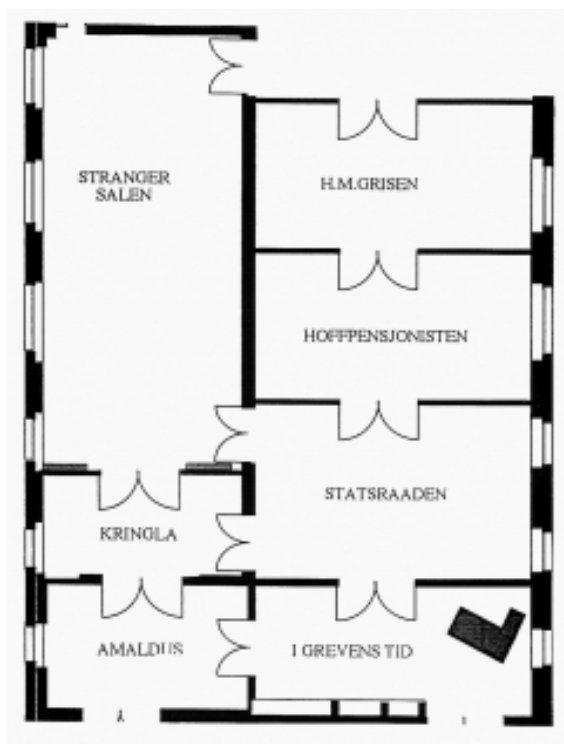 STRANGER
SALEN
H.M.GRISEN
HOFFPENSJONISTEN
STATSRAADEN
KRINGLA
AMALDUS
I GREVENS TID